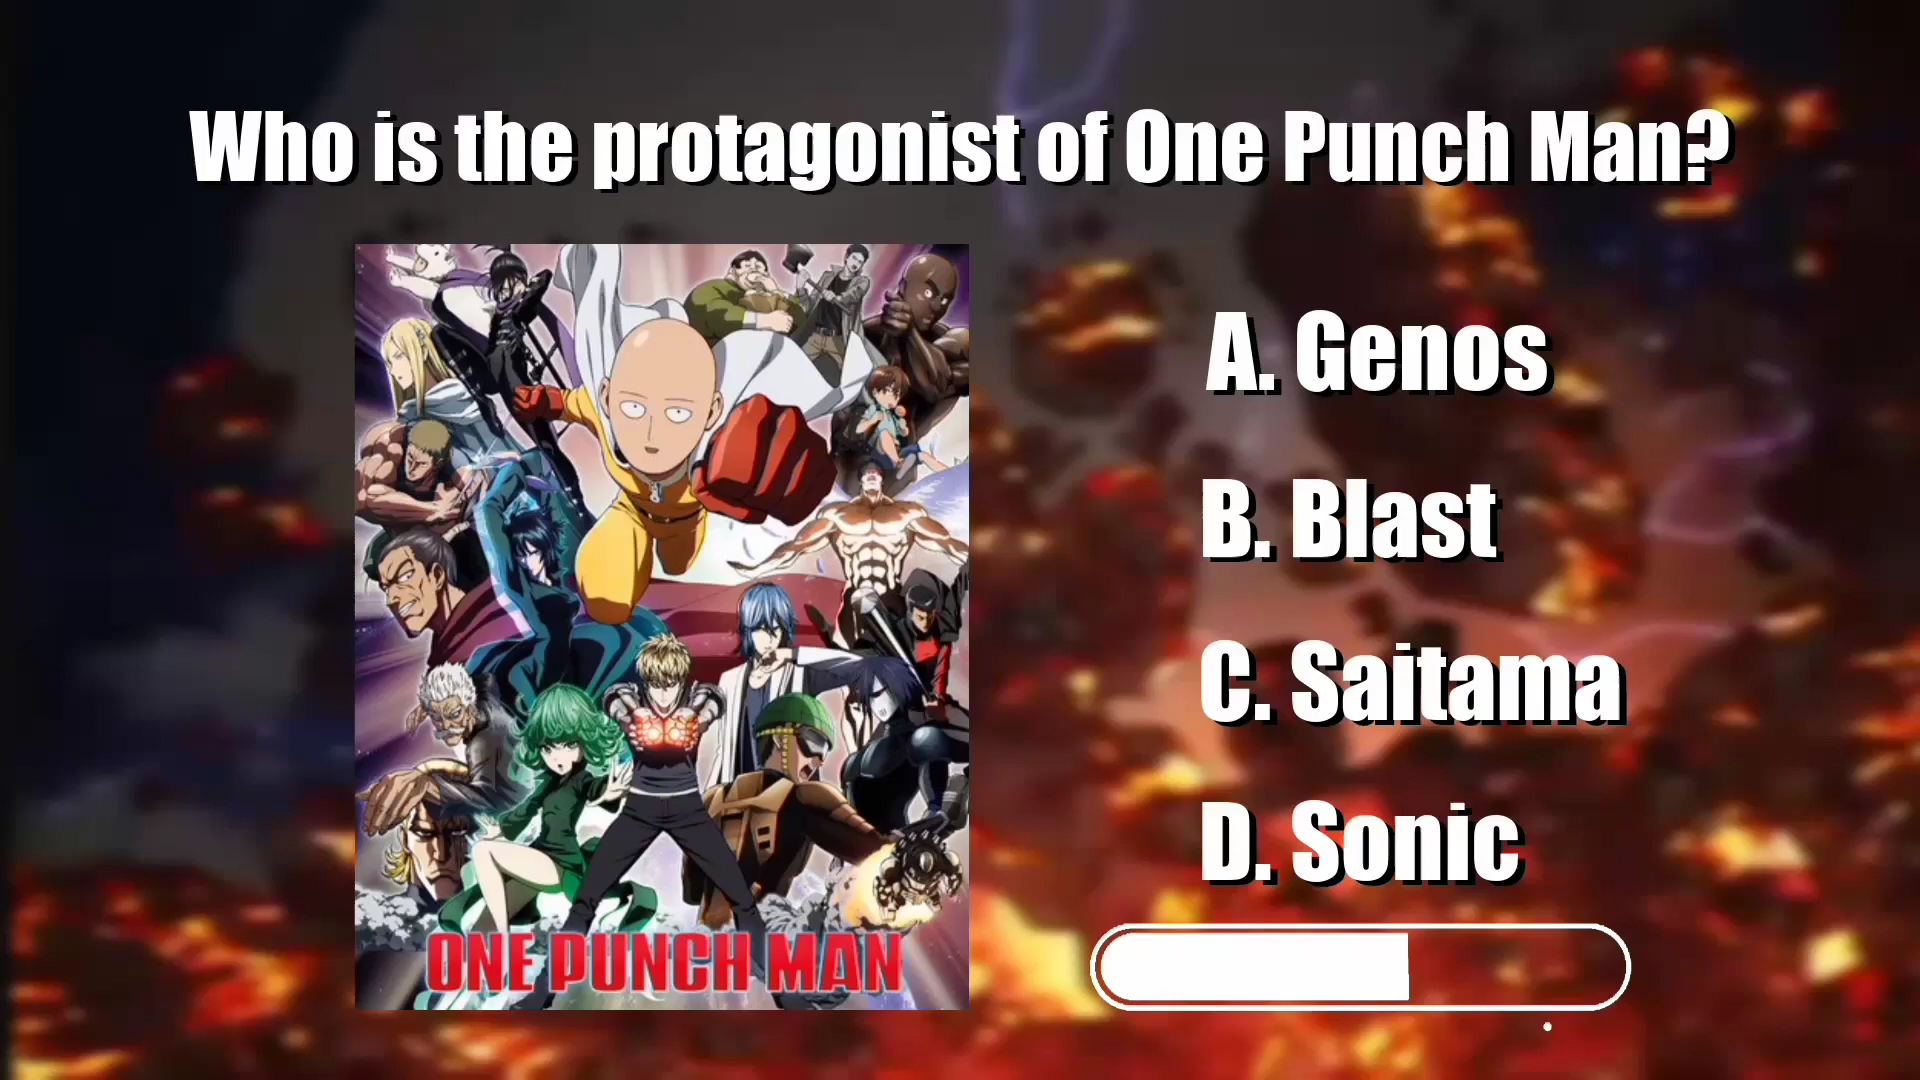 Who is the protagonist of One Punch Man?
A. Genos
B. Blast
C. Saitama
D. Sonic
ONE PUNCH MAN